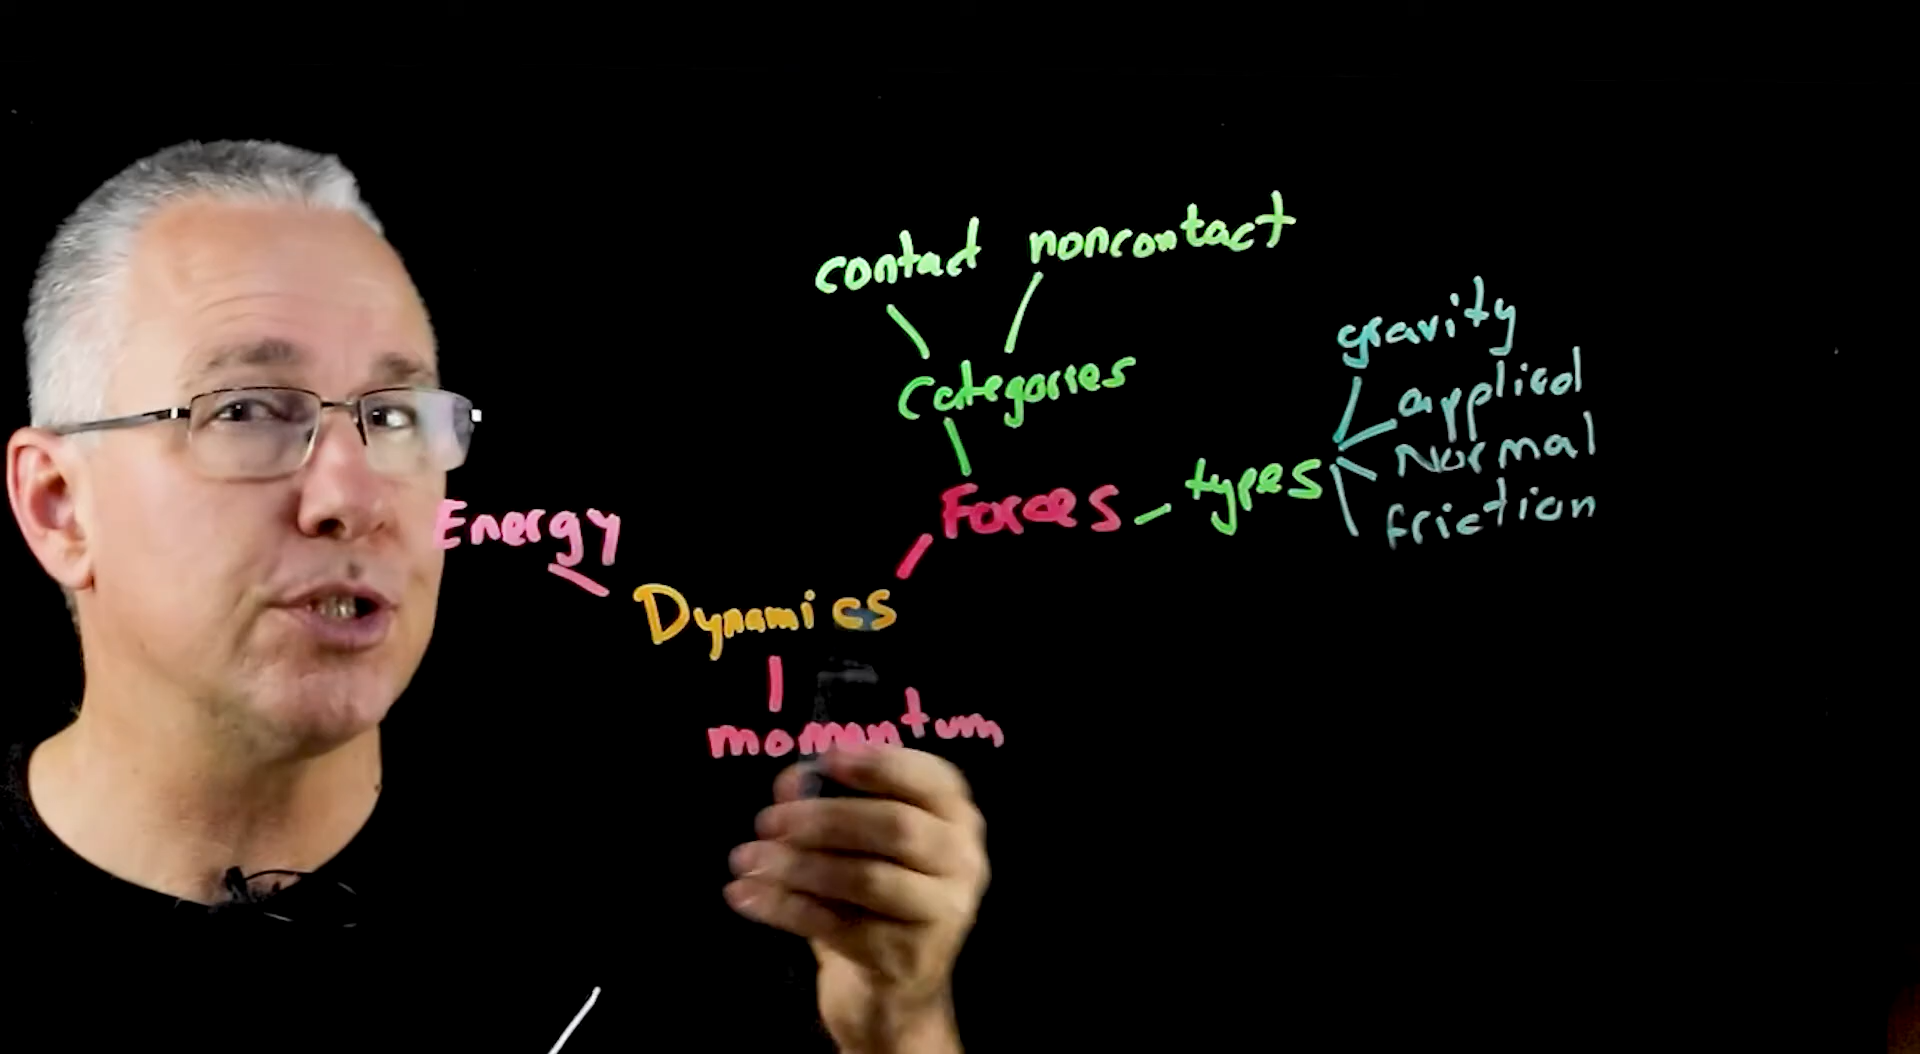 contact noncontact
categories
gravity
applied
Normal
friction
types
Forces
Energy
Dynamics
momentum